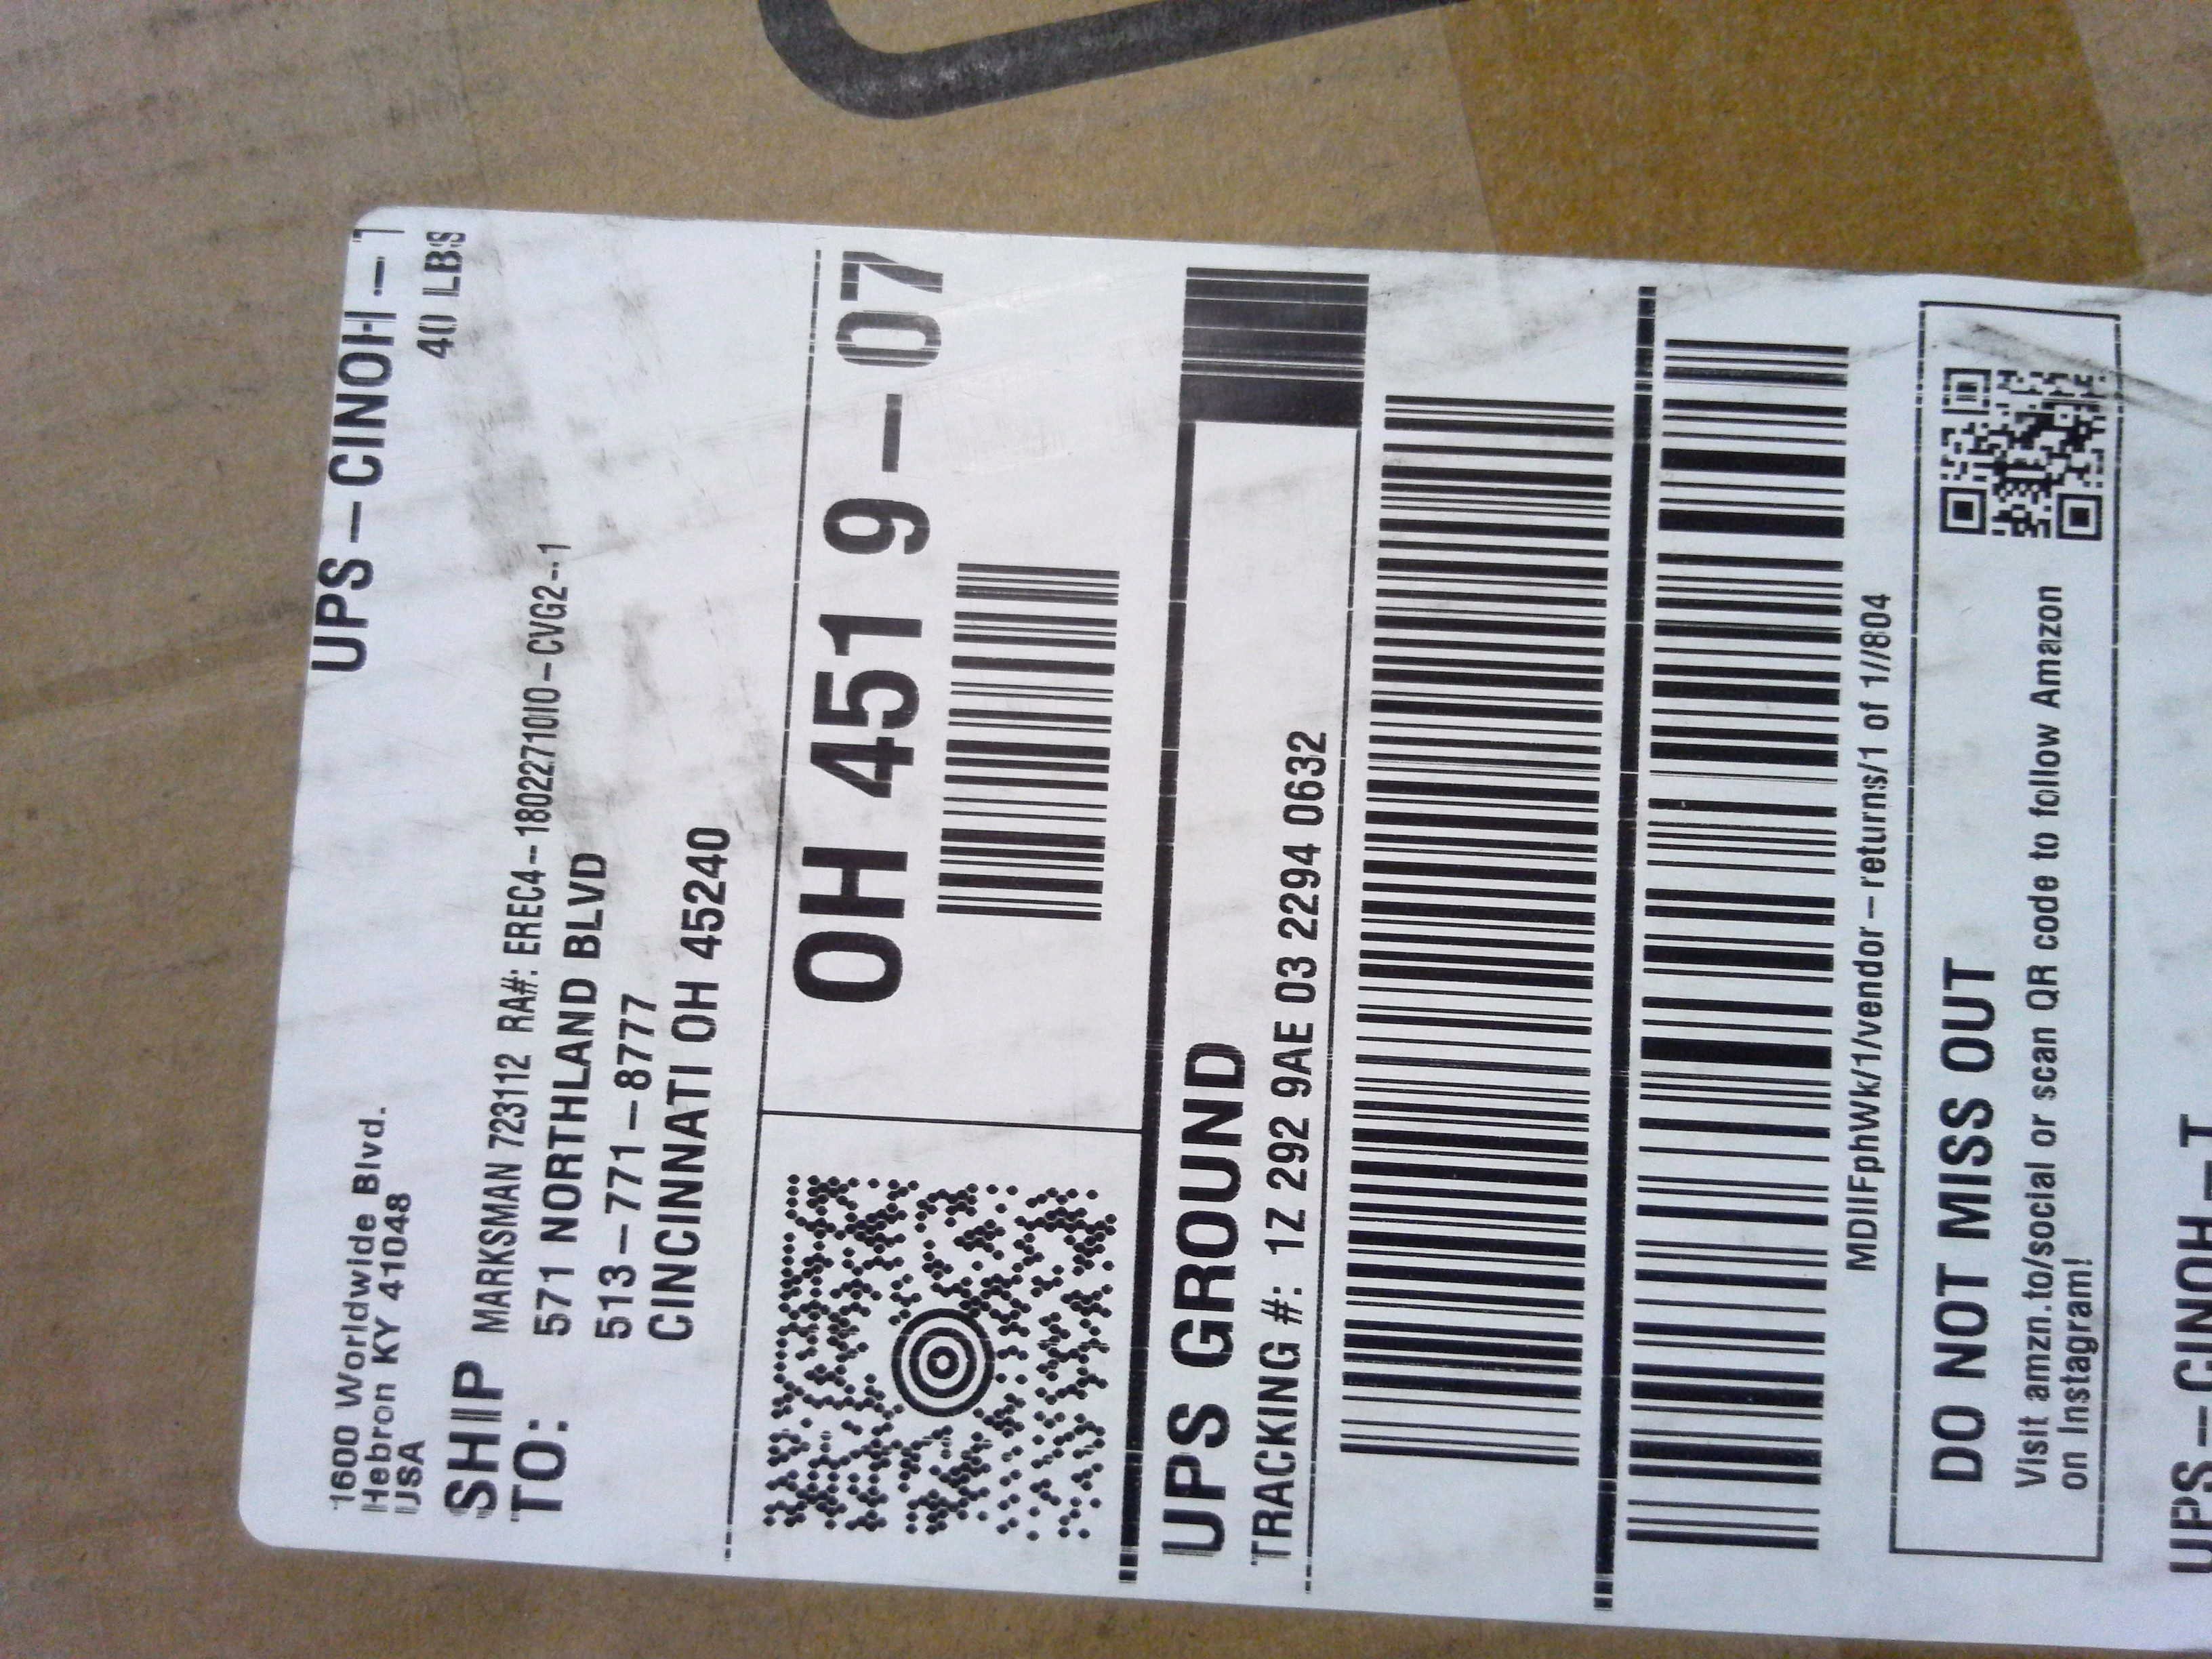 UPS-CINOH-T
40 LBS
1600 Worldwide Blvd.
Hebron KY 41048
USA
SHIP TO:
MARKSMAN 723112 RA#: EREC4-1802271010-CVG2--1
571 NORTHLAND BLVD
513-771-8777
CINCINNATI OH 45240
OH 451 9-07
UPS GROUND
TRACKING #: 1Z 292 9AE 03 2294 0632
MDIIFphWk/1/vendor-returns/1 of 1//804
DO NOT MISS OUT
Visit amzn.to/social or scan QR code to follow Amazon
on Instagram!
UPS-CINOH-T